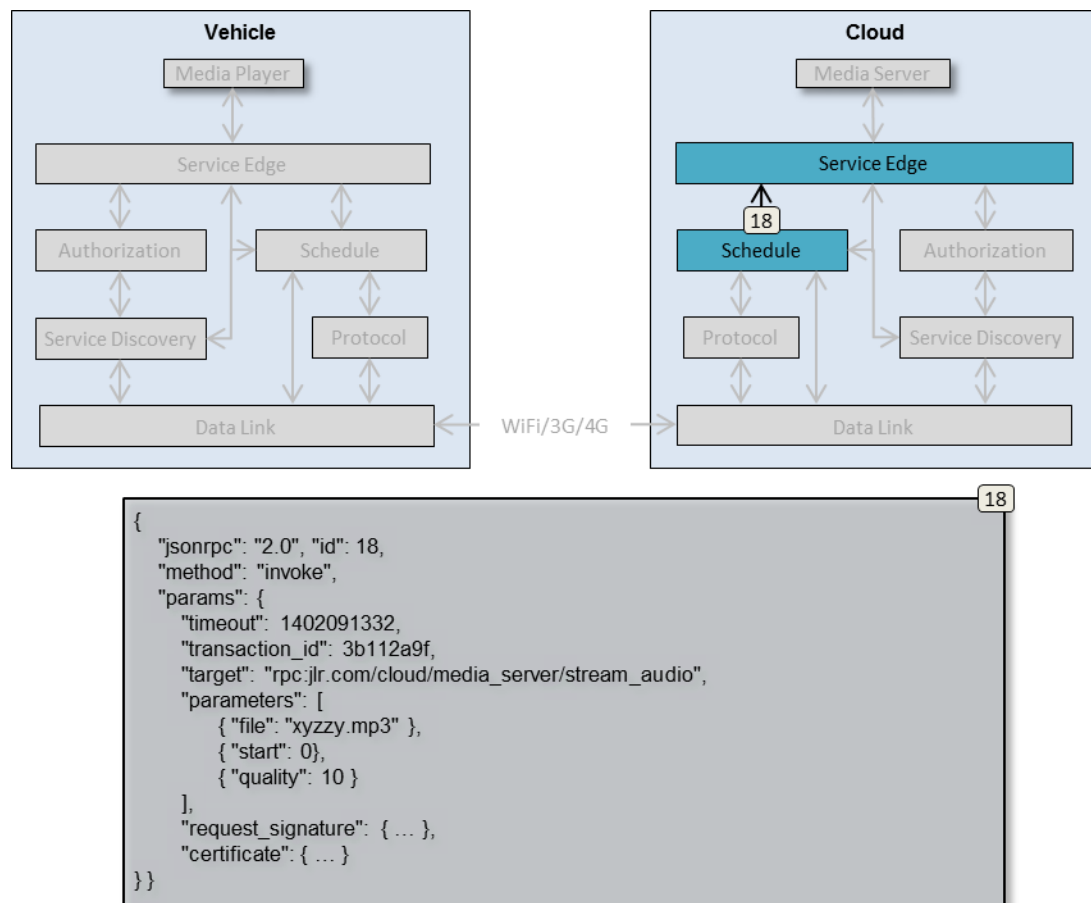 Vehicle
Media Player
Service Edge
Authorization
Schedule
Service Discovery
Protocol
Data Link
WiFi/3G/4G
Cloud
Media Server
Service Edge
18
Schedule
Authorization
Protocol
Service Discovery
Data Link
18
{
"jsonrpc": "2.0", "id": 18,
"method": "invoke",
"params": {
"timeout": 1402091332,
"transaction_id": 3b112a9f,
"target": "rpc:jlr.com/cloud/media_server/stream_audio",
"parameters": [
{ "file": "xyzzy.mp3" },
{ "start": 0},
{ "quality": 10 }
],
"request_signature": { … },
"certificate": { … }
} }